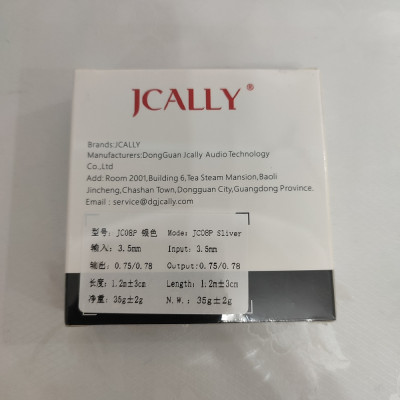 JCALLY®
Brands:JCALLY
Manufacturers:DongGuan Jcally Audio Technology
Co.,Ltd
Add: Room 2001,Building 6,Tea Steam Mansion,Baoli
Jincheng,Chashan Town,Dongguan City,Guangdong Province.
Email : service@dgjcally.com
型号: JC08P 银色 Mode: JC08P Sliver
输入: 3.5mm Input: 3.5mm
输出: 0.75/0.78 Output:0.75/0.78
长度: 1.2m±3cm Length: 1.2m±3cm
净重: 35g±2g N.W.: 35g±2g